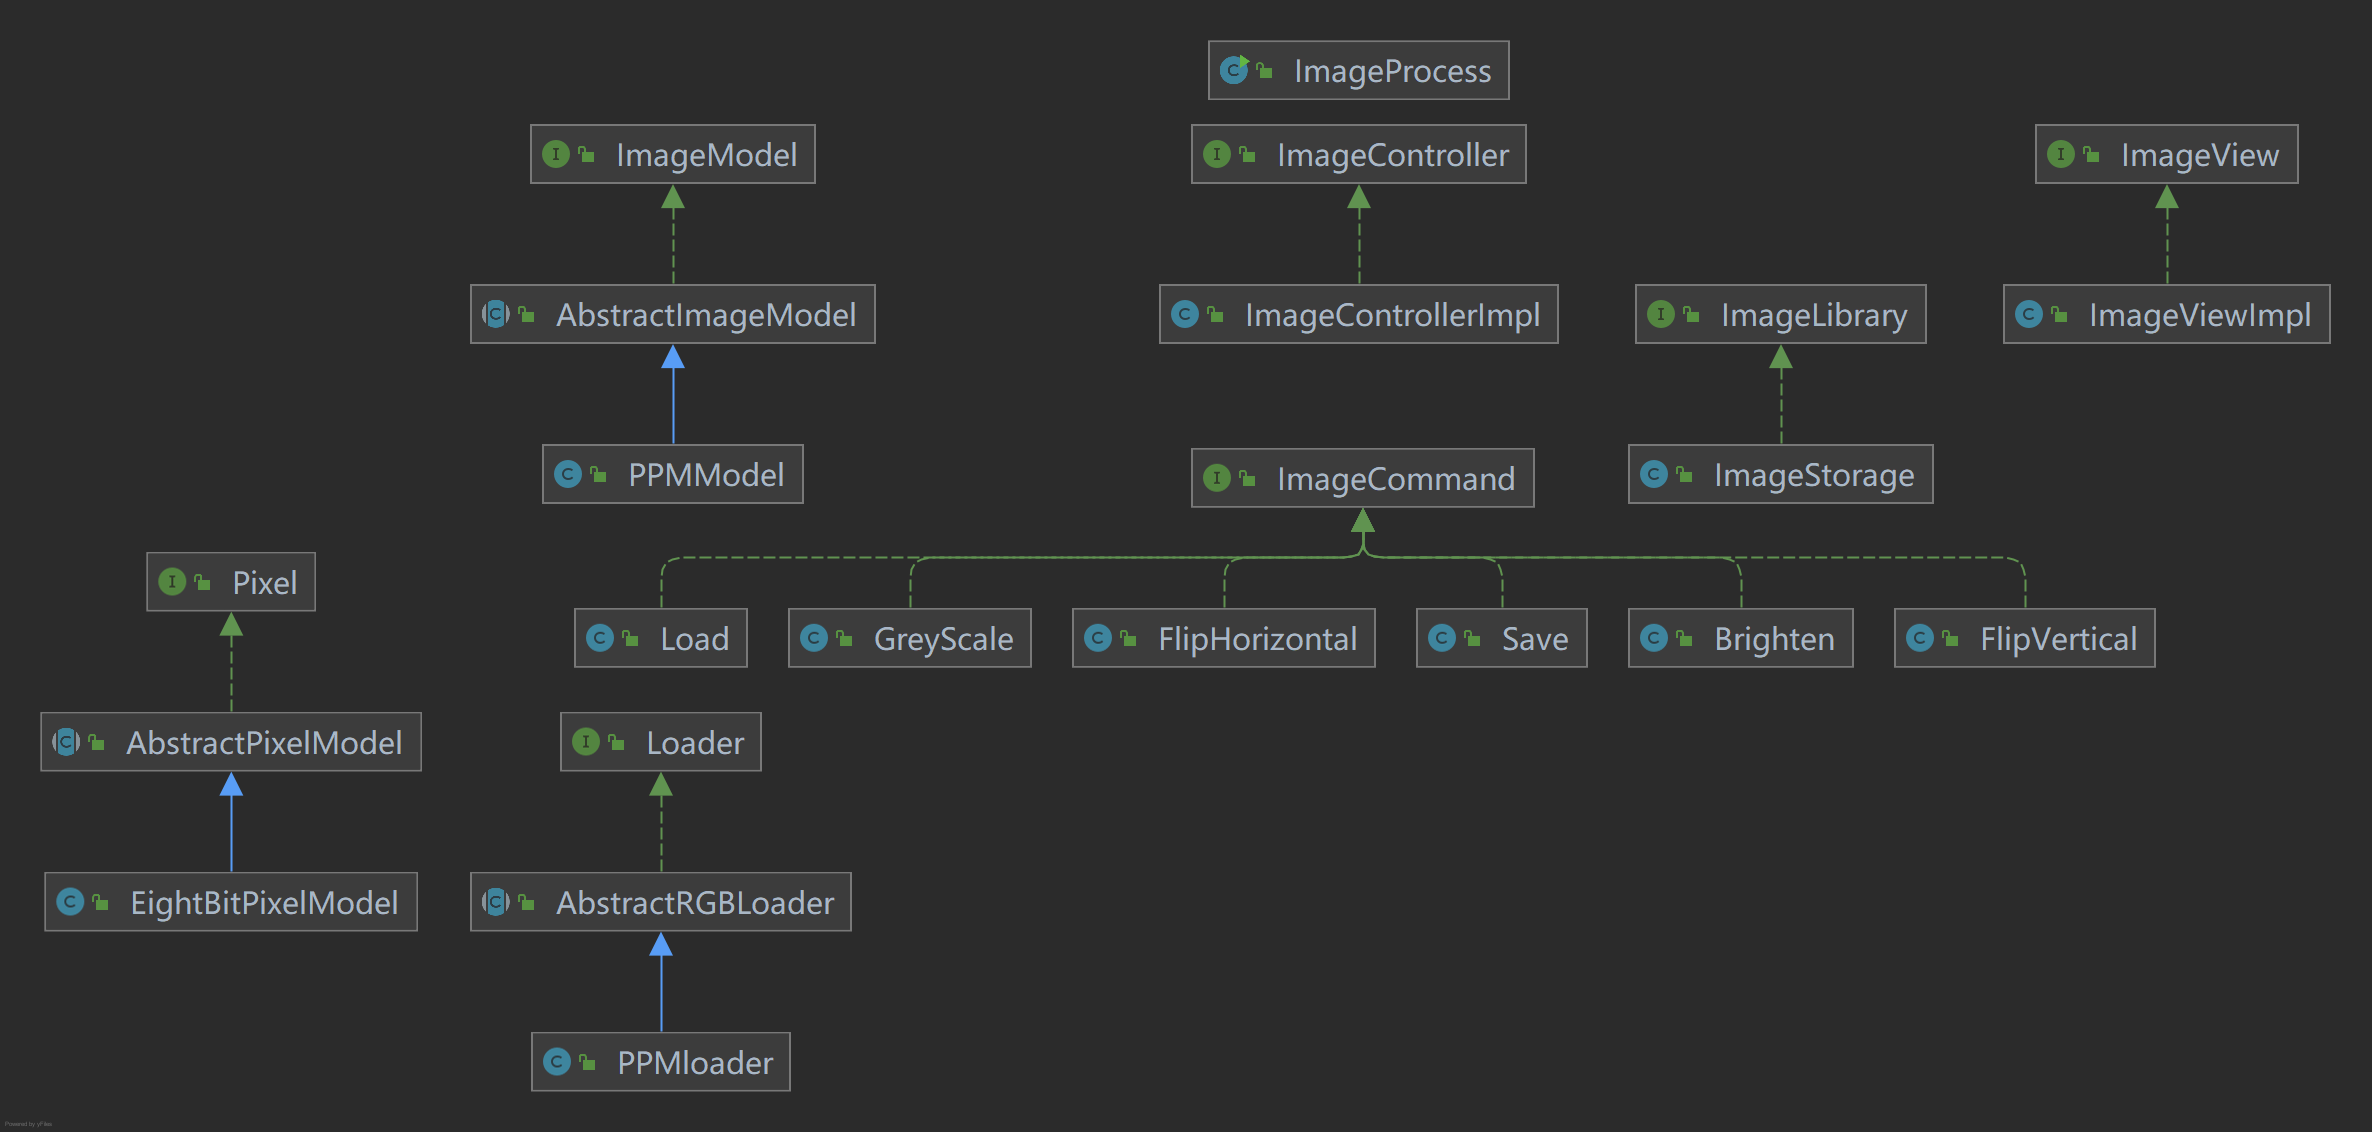 ImageProcess
ImageModel
ImageController
ImageView
AbstractImageModel
ImageControllerImpl
ImageLibrary
ImageViewImpl
PPMModel
ImageCommand
ImageStorage
Pixel
Load
GreyScale
FlipHorizontal
Save
Brighten
FlipVertical
AbstractPixelModel
Loader
EightBitPixelModel
AbstractRGBLoader
PPMloader
Powered by yFiles